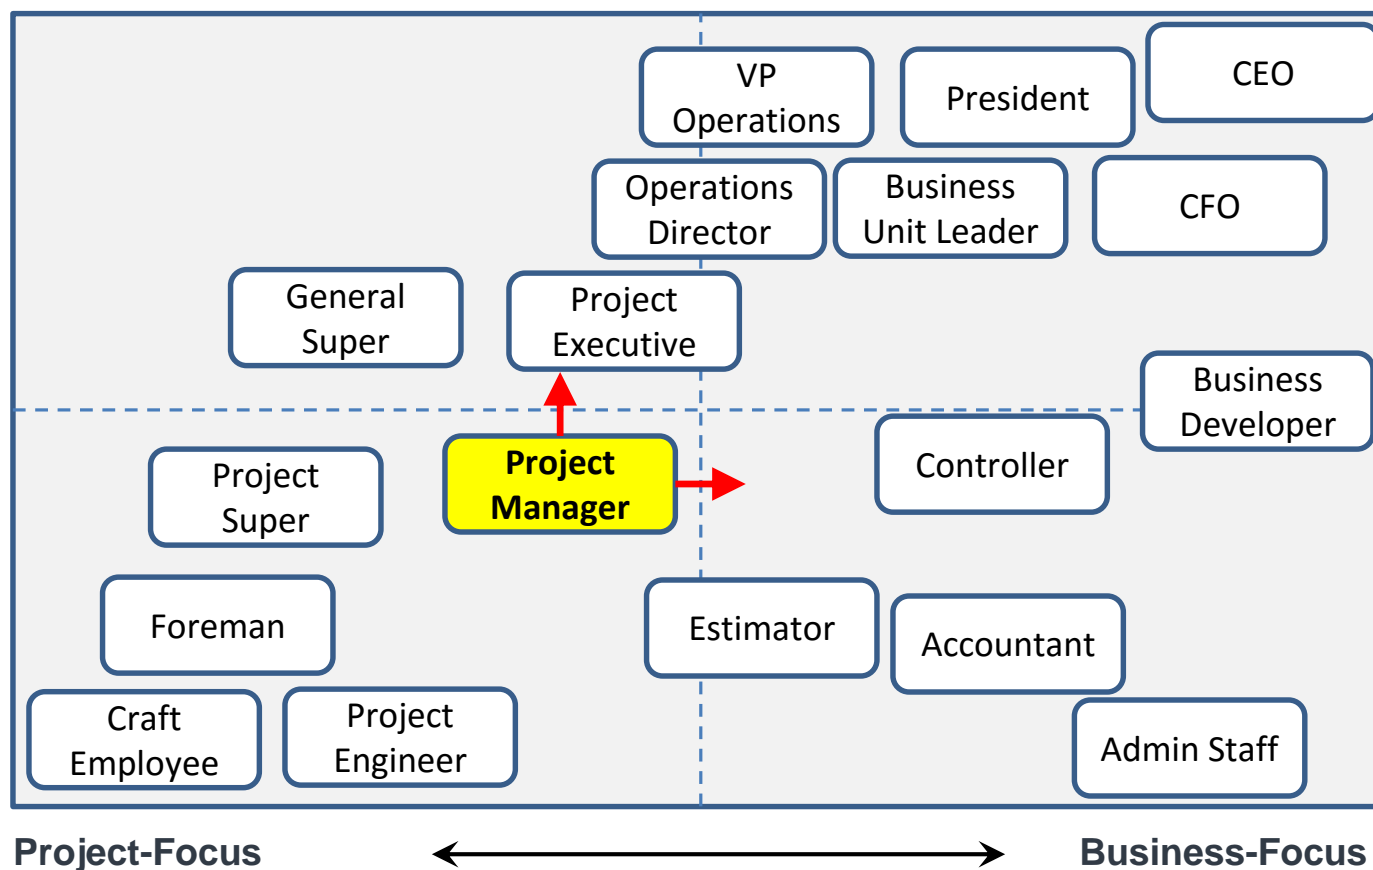 VP
Operations
President
CEO
Operations
Director
Business
Unit Leader
CFO
General
Super
Project
Executive
Business
Developer
Project
Super
Project
Manager
Controller
Foreman
Estimator
Accountant
Craft
Employee
Project
Engineer
Admin Staff
Project-Focus
Business-Focus